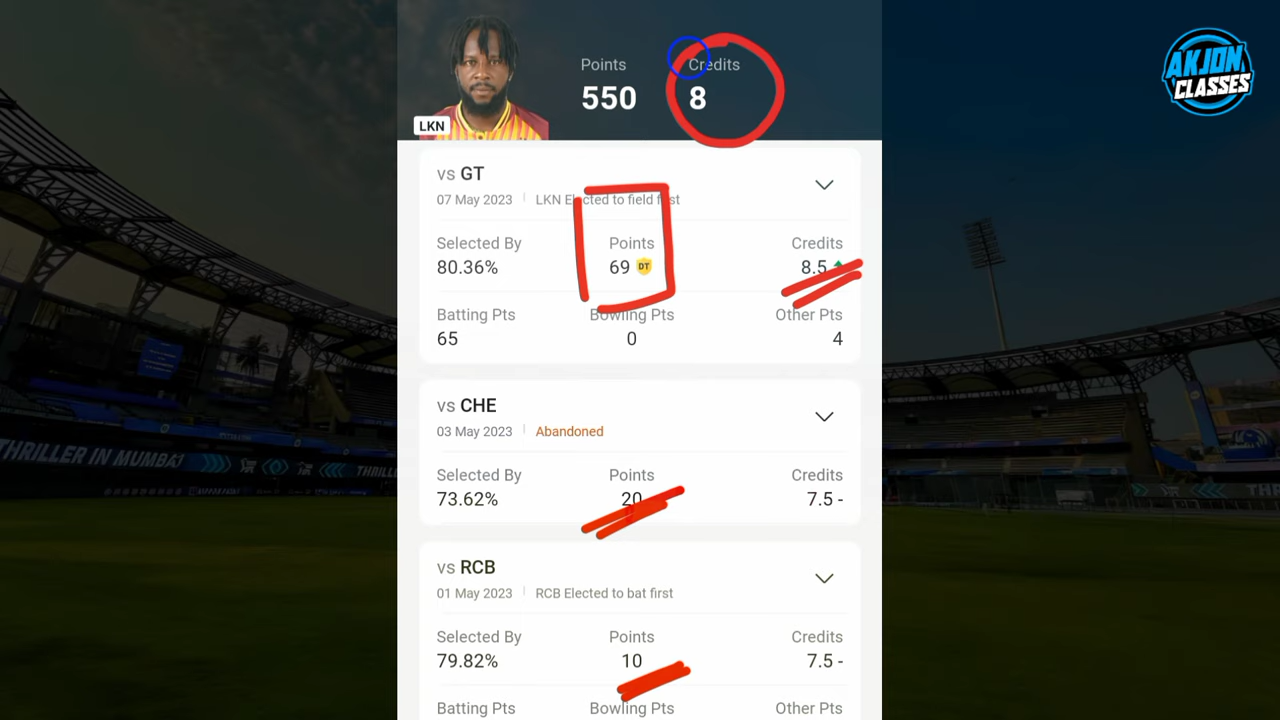 AKJON
CLASSES
Points
Credits
550
8
LKN
vs GT
07 May 2023
LKN Elected to field first
Selected By
Points
Credits
80.36%
69
DT
8.5
Batting Pts
Bowling Pts
Other Pts
65
0
4
vs CHE
03 May 2023
Abandoned
Selected By
Points
Credits
73.62%
20
7.5 -
vs RCB
01 May 2023
RCB Elected to bat first
Selected By
Points
Credits
79.82%
10
7.5 -
Batting Pts
Bowling Pts
Other Pts
THRILLER IN MUMBAI
THRILL